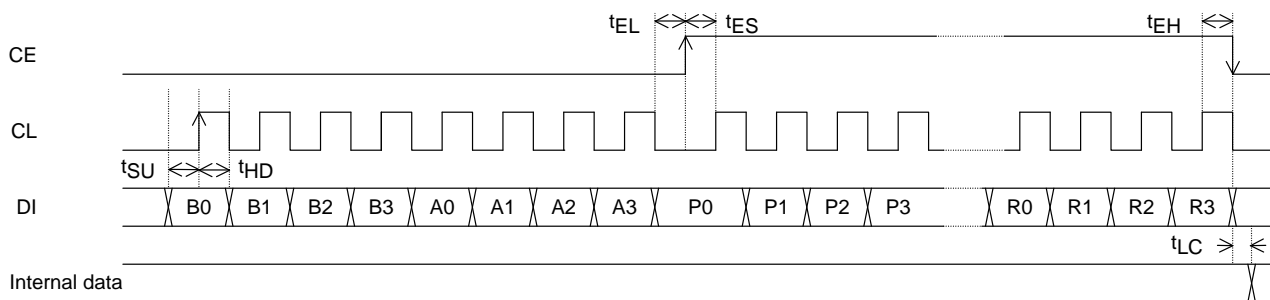 tEL tES tEH
CE
CL
tSU tHD
DI B0 B1 B2 B3 A0 A1 A2 A3 P0 P1 P2 P3 R0 R1 R2 R3
tLC
Internal data